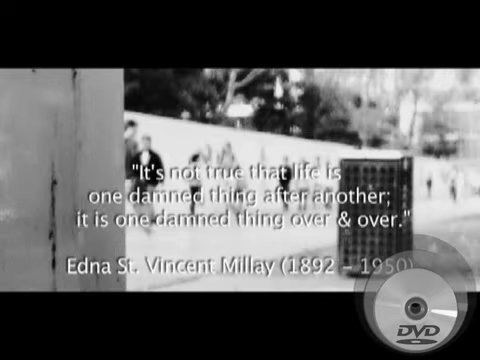 "It's not true that life is
one damned thing after another;
it is one damned thing over & over."
Edna St. Vincent Millay (1892 - 1950)
DVD